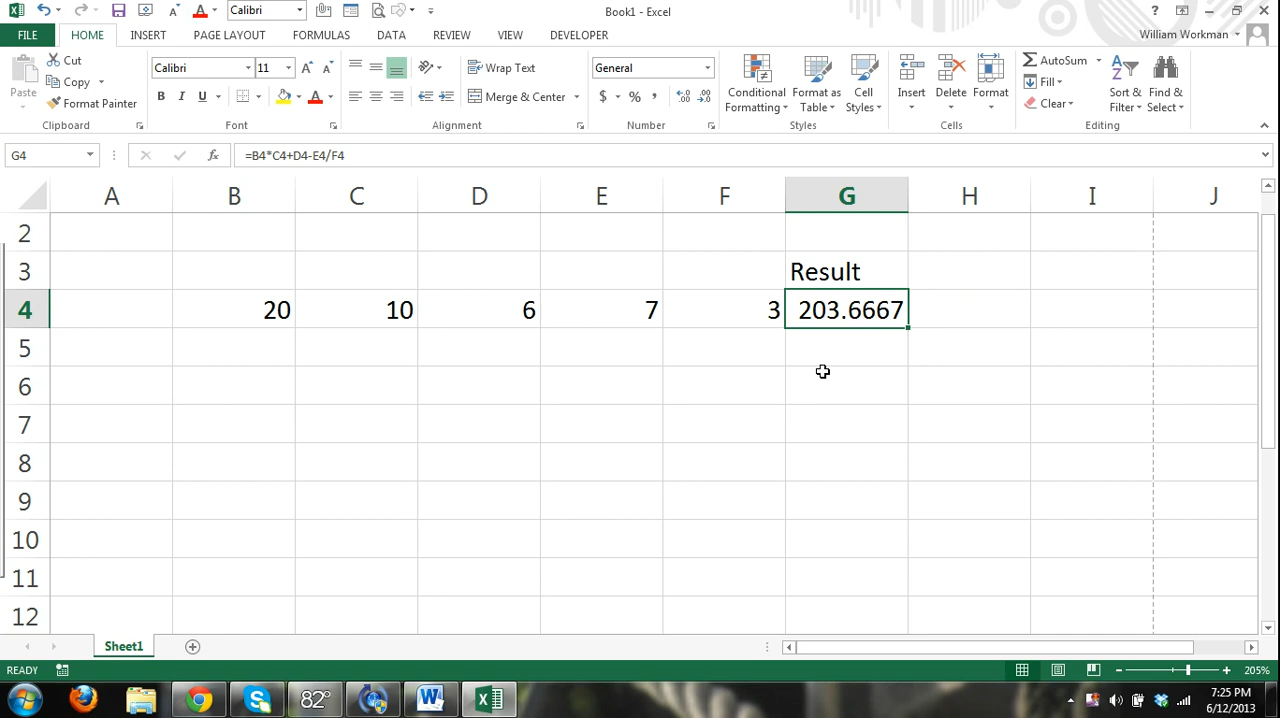 Calibri
Book1 - Excel
?
FILE HOME INSERT PAGE LAYOUT FORMULAS DATA REVIEW VIEW DEVELOPER William Workman
Paste
Cut
Copy
Format Painter
Clipboard
Calibri 11
B I U A
Font
Wrap Text
Merge & Center
Alignment
General
$ % ,
Number
Conditional Formatting
Format as Table
Cell Styles
Styles
Insert Delete Format
Cells
AutoSum
Fill
Clear
Sort & Filter
Find & Select
Editing
G4 fx =B4*C4+D4-E4/F4
A B C D E F G H I J
2
3 Result
4 20 10 6 7 3 203.6667
5
6
7
8
9
10
11
12
Sheet1
READY 205%
82°
7:25 PM
6/12/2013